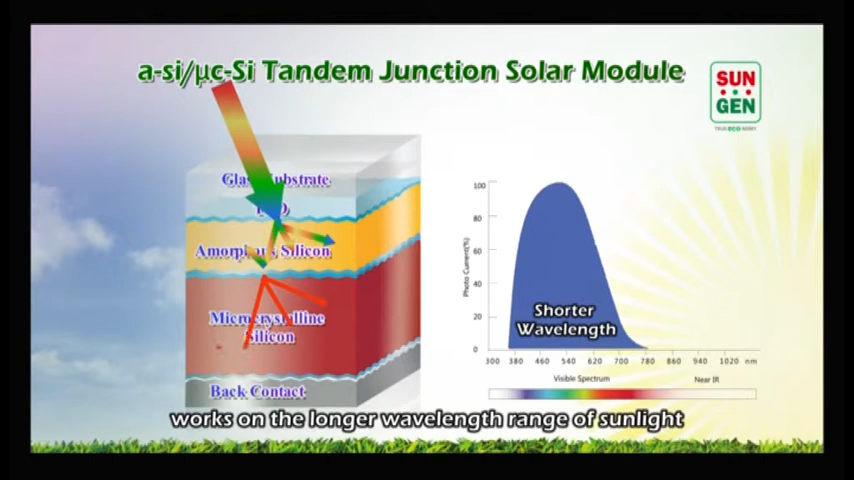 a-si/μc-Si Tandem Junction Solar Module
SUN
GEN
Glass Substrate
Amorphous Silicon
Microcrystalline
Silicon
Back Contact
Photo Current(%)
100
80
60
40
20
0
Shorter
Wavelength
300 380 460 540 620 700 780 860 940 1020 nm
Visible Spectrum
Near IR
works on the longer wavelength range of sunlight